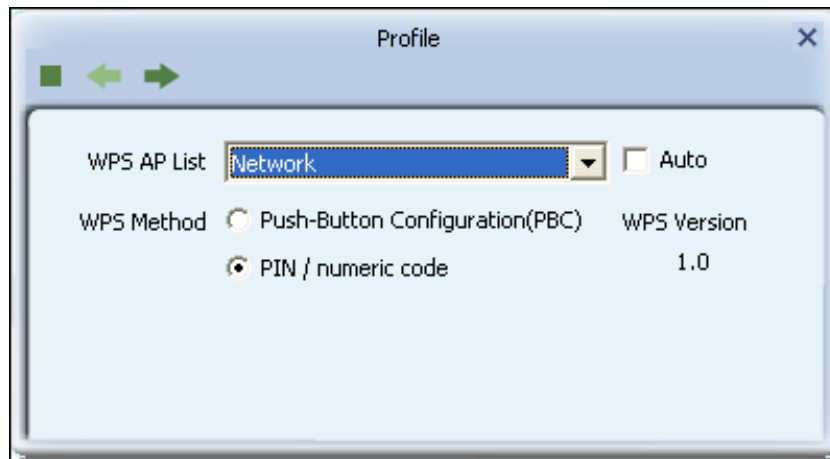 Profile
WPS AP List Network Auto
WPS Method Push-Button Configuration(PBC) WPS Version
PIN / numeric code 1.0